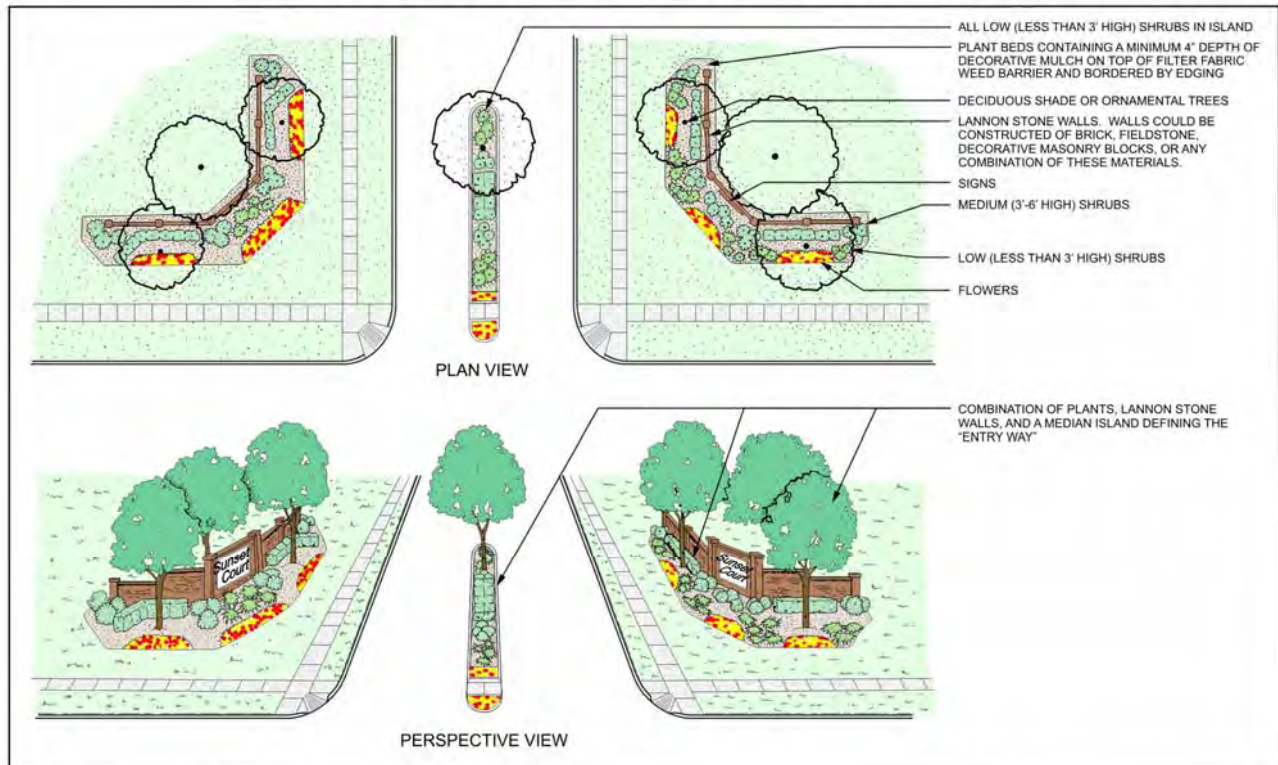 ALL LOW (LESS THAN 3' HIGH) SHRUBS IN ISLAND
PLANT BEDS CONTAINING A MINIMUM 4" DEPTH OF
DECORATIVE MULCH ON TOP OF FILTER FABRIC
WEED BARRIER AND BORDERED BY EDGING
DECIDUOUS SHADE OR ORNAMENTAL TREES
LANNON STONE WALLS. WALLS COULD BE
CONSTRUCTED OF BRICK, FIELDSTONE,
DECORATIVE MASONRY BLOCKS, OR ANY
COMBINATION OF THESE MATERIALS.
SIGNS
MEDIUM (3'-6' HIGH) SHRUBS
LOW (LESS THAN 3' HIGH) SHRUBS
FLOWERS
PLAN VIEW
COMBINATION OF PLANTS, LANNON STONE
WALLS, AND A MEDIAN ISLAND DEFINING THE
"ENTRY WAY"
Sunset
Court
Sunset
Court
PERSPECTIVE VIEW